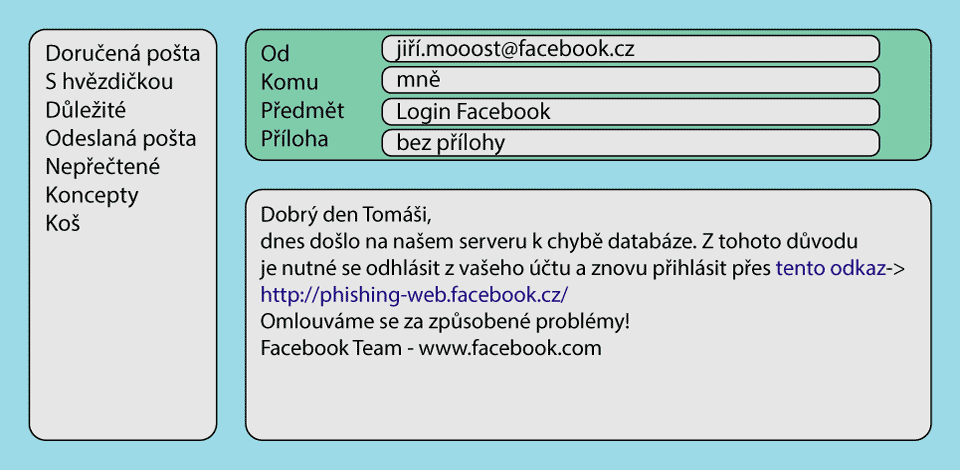 Doručená pošta
S hvězdičkou
Důležité
Odeslaná pošta
Nepřečtené
Koncepty
Koš
Od jiří.mooost@facebook.cz
Komu mně
Předmět Login Facebook
Příloha bez přílohy
Dobrý den Tomáši,
dnes došlo na našem serveru k chybě databáze. Z tohoto důvodu
je nutné se odhlásit z vašeho účtu a znovu přihlásit přes tento odkaz->
http://phishing-web.facebook.cz/
Omlouváme se za způsobené problémy!
Facebook Team - www.facebook.com